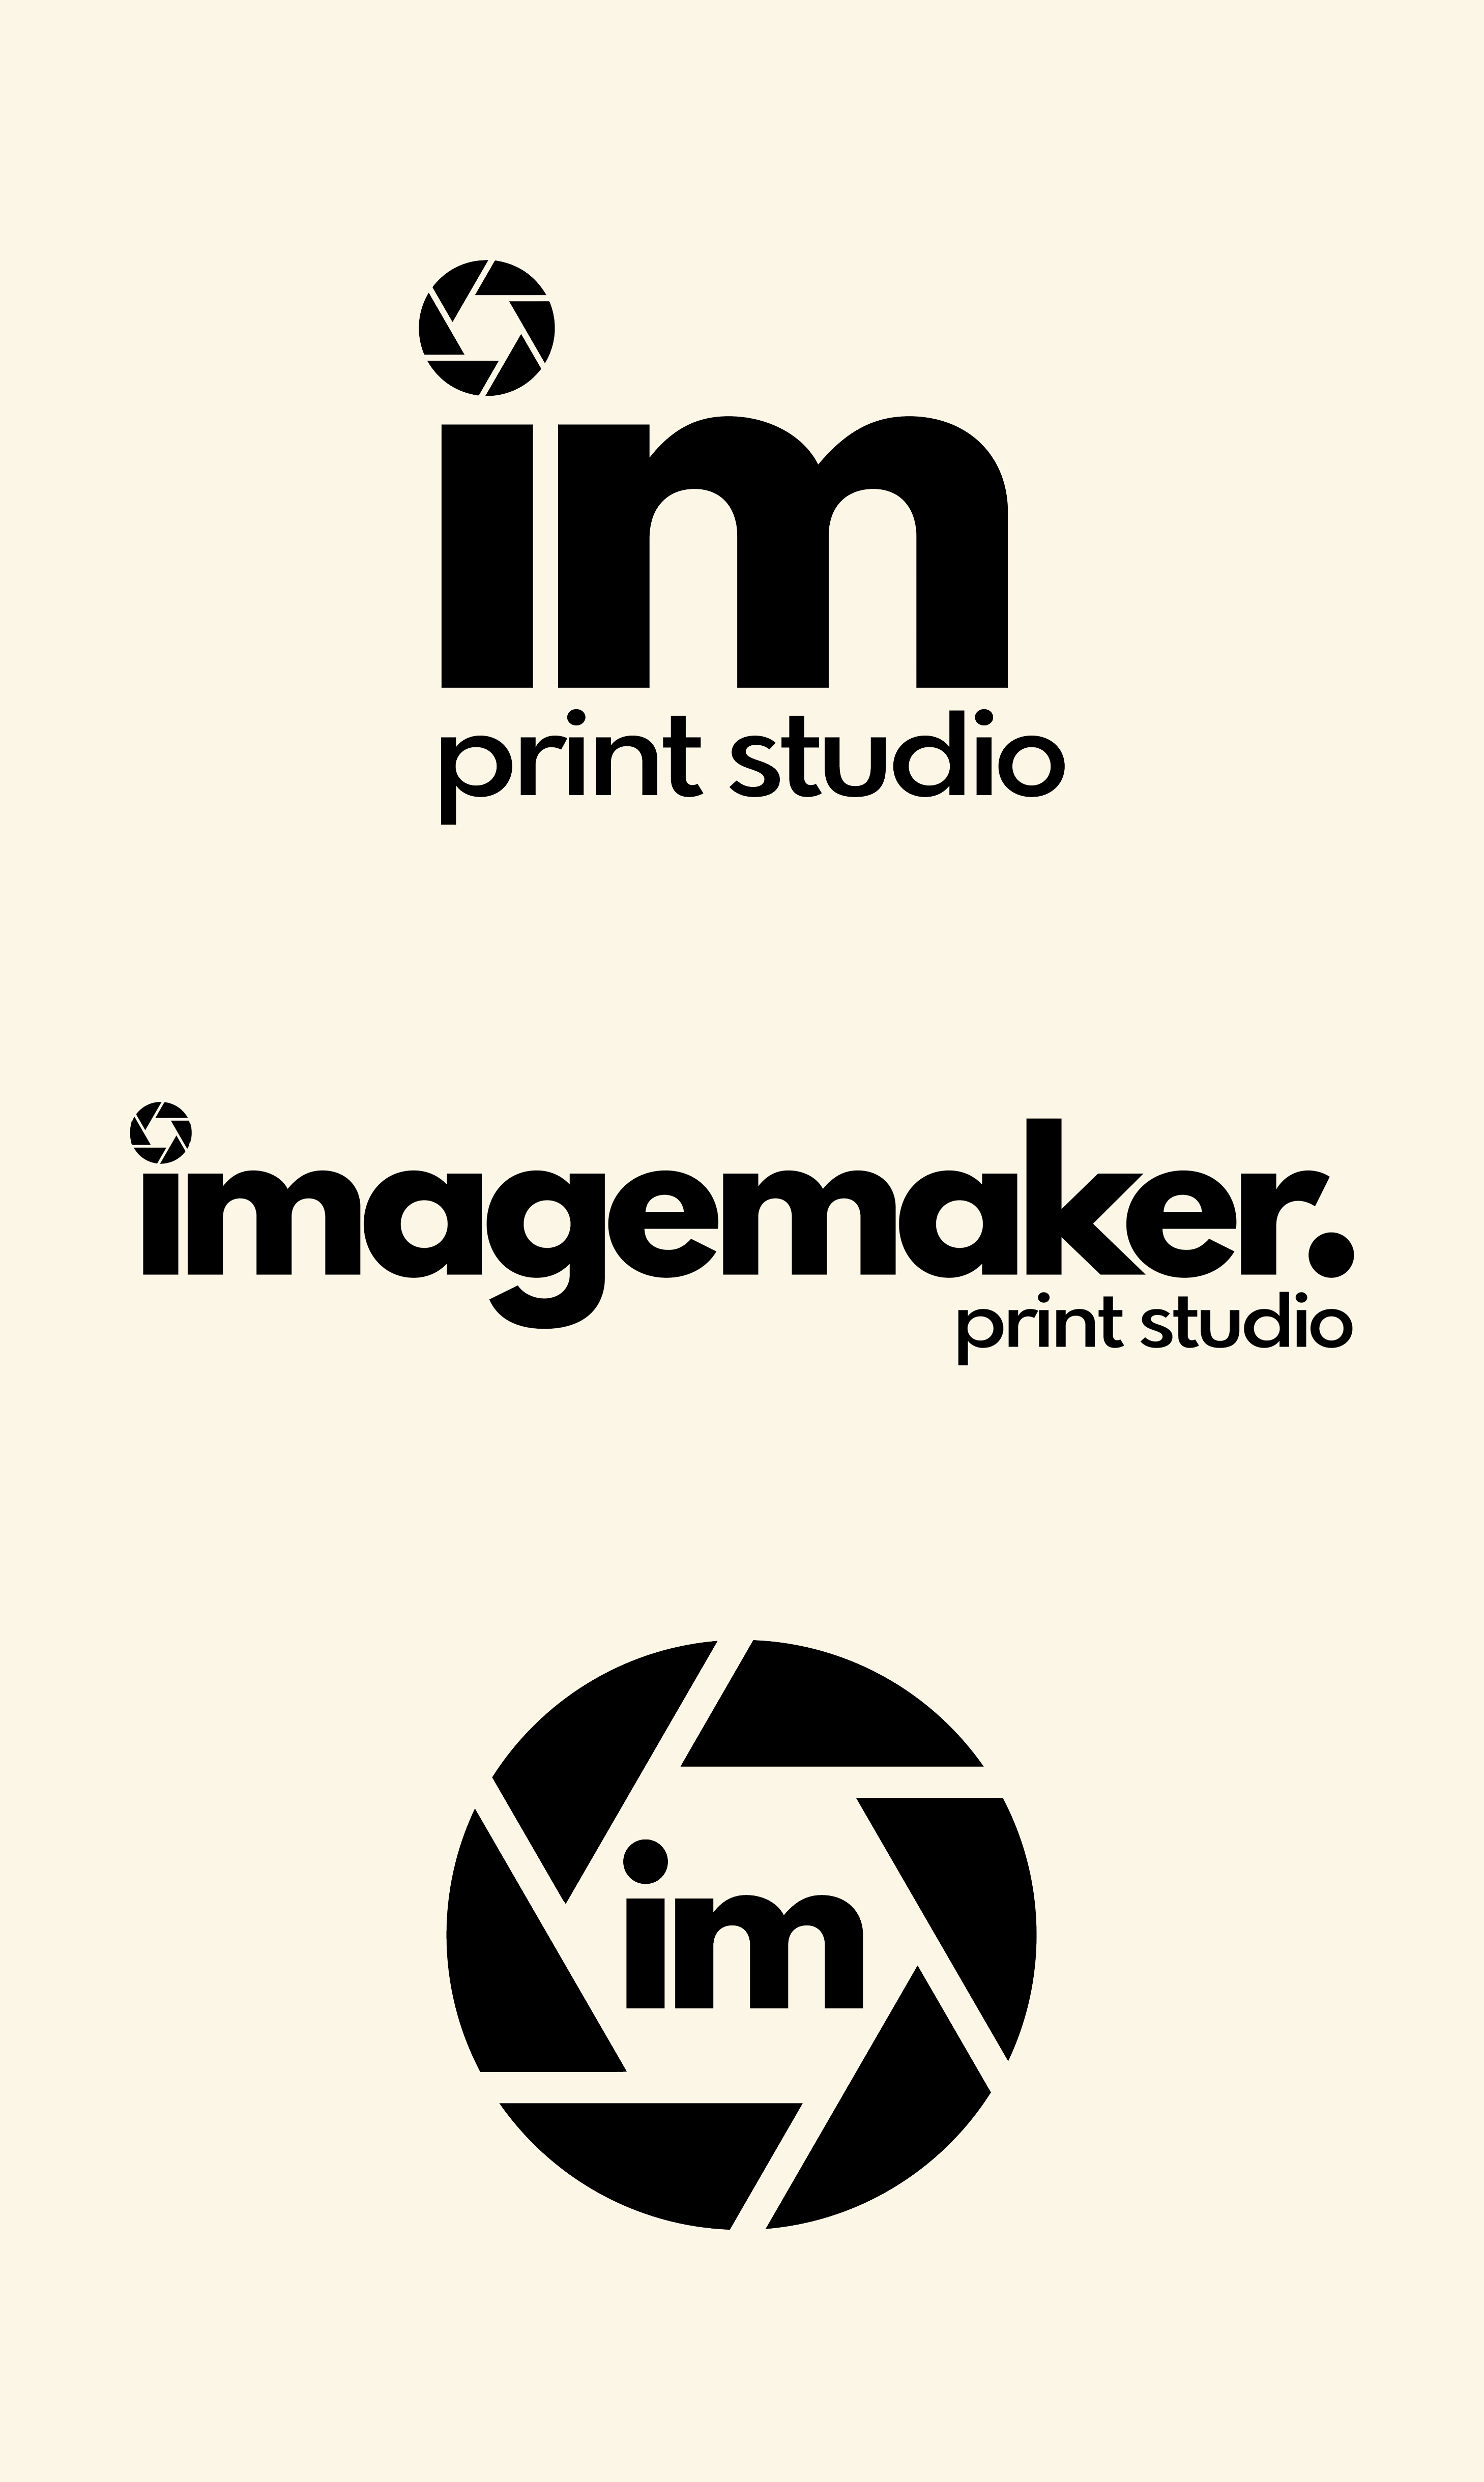 im
print studio
imagemaker.
print studio
im